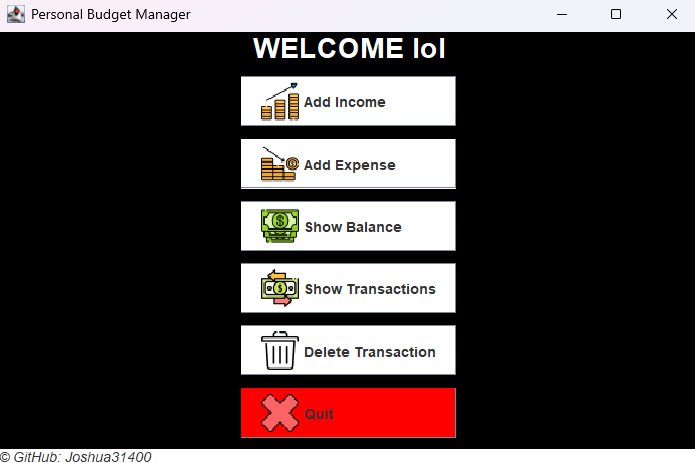 Personal Budget Manager
WELCOME lol
Add Income
Add Expense
Show Balance
Show Transactions
Delete Transaction
Quit
© GitHub: Joshua31400